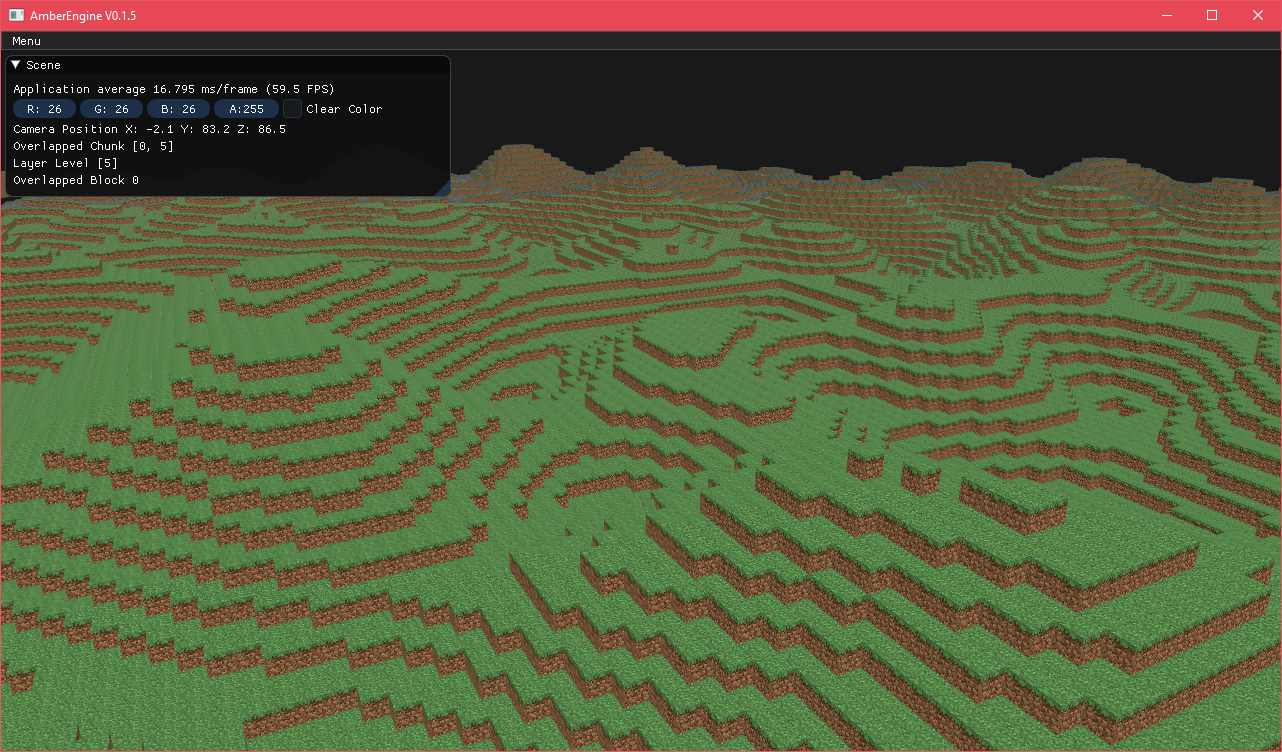 AmberEngine V0.1.5
Menu
Scene
Application average 16.795 ms/frame (59.5 FPS)
R: 26 G: 26 B: 26 A:255 Clear Color
Camera Position X: -2.1 Y: 83.2 Z: 86.5
Overlapped Chunk [0, 5]
Layer Level [5]
Overlapped Block 0